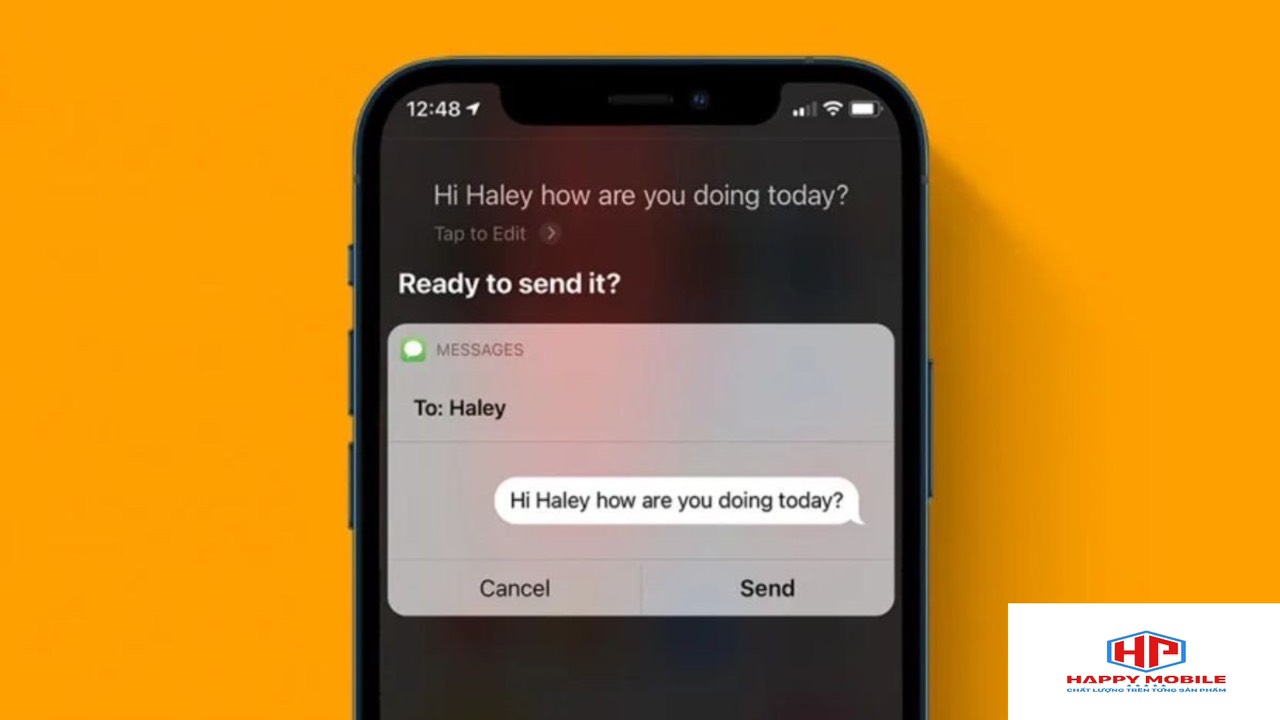 12:48
Hi Haley how are you doing today?
Tap to Edit
Ready to send it?
MESSAGES
To: Haley
Hi Haley how are you doing today?
Cancel
Send
HP
HAPPY MOBILE
CHẤT LƯỢNG TRÊN TỪNG SẢN PHẨM